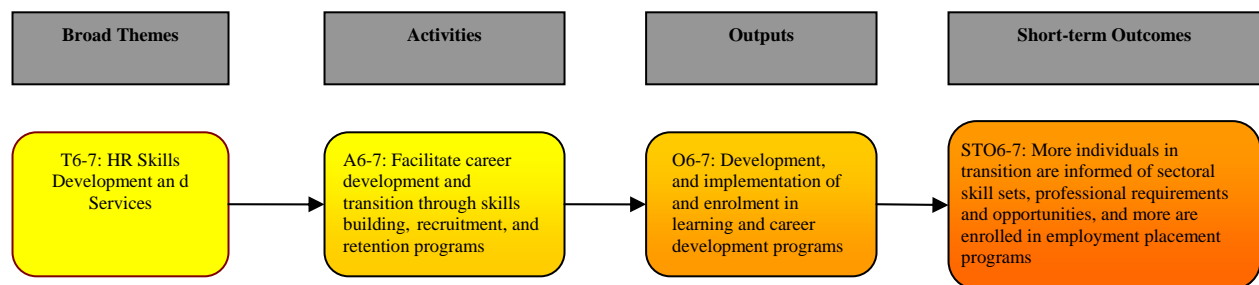 Broad Themes
Activities
Outputs
Short-term Outcomes
T6-7: HR Skills
Development an d
Services
A6-7: Facilitate career
development and
transition through skills
building, recruitment, and
retention programs
O6-7: Development,
and implementation of
and enrolment in
learning and career
development programs
STO6-7: More individuals in
transition are informed of sectoral
skill sets, professional requirements
and opportunities, and more are
enrolled in employment placement
programs